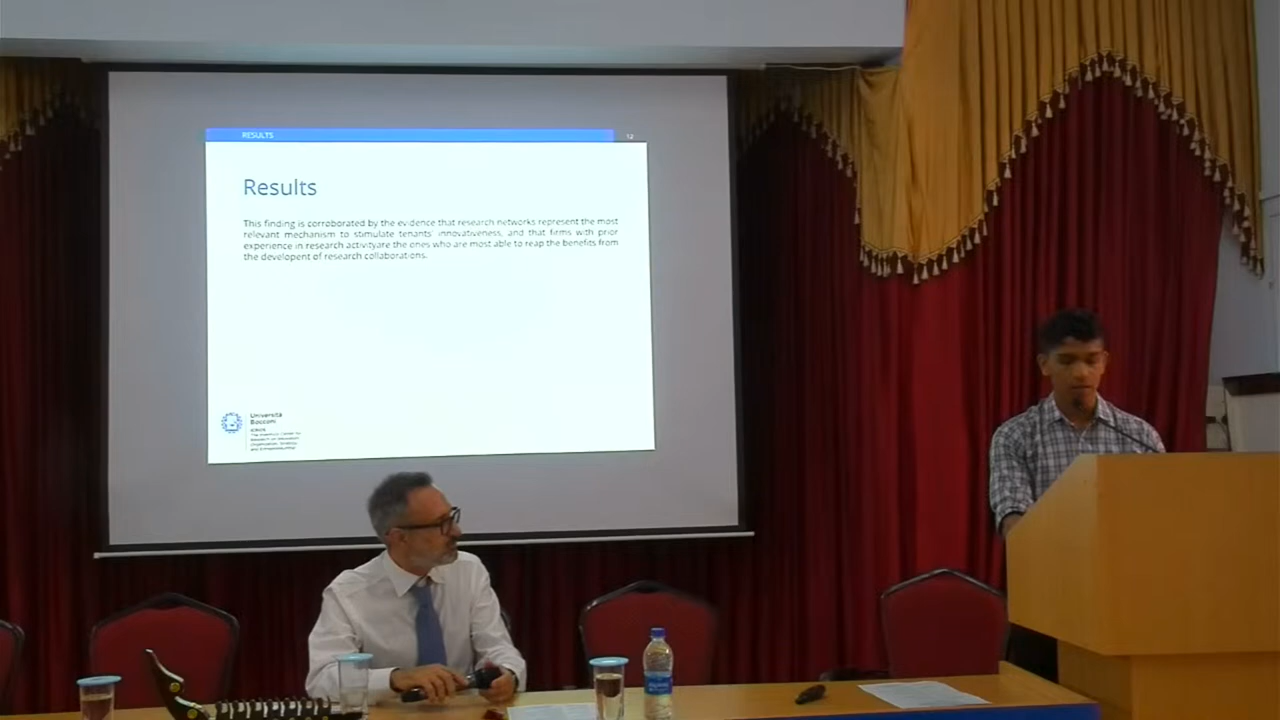 RESULTS
12
Results
This finding is corroborated by the evidence that research networks represent the most
relevant mechanism to stimulate tenants' innovativeness, and that firms with prior
experience in research activityare the ones who are most able to reap the benefits from
the developent of research collaborations.
Università
Bocconi